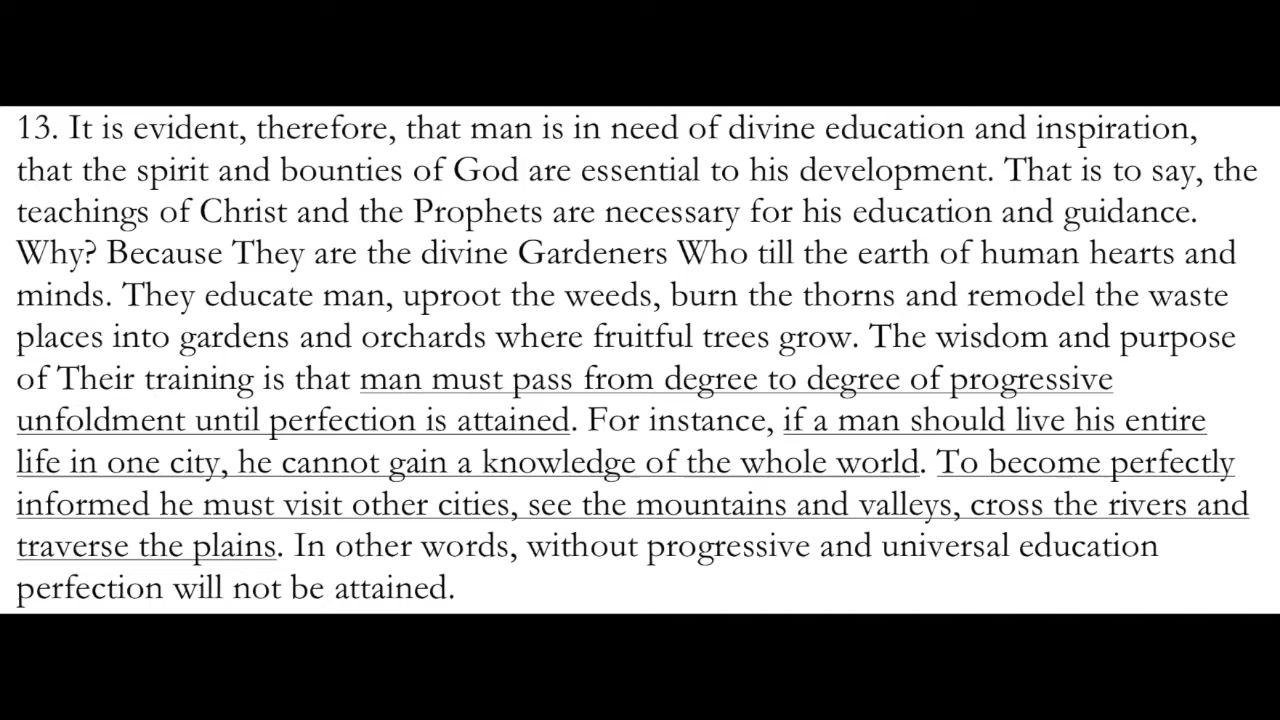 13. It is evident, therefore, that man is in need of divine education and inspiration,
that the spirit and bounties of God are essential to his development. That is to say, the
teachings of Christ and the Prophets are necessary for his education and guidance.
Why? Because They are the divine Gardeners Who till the earth of human hearts and
minds. They educate man, uproot the weeds, burn the thorns and remodel the waste
places into gardens and orchards where fruitful trees grow. The wisdom and purpose
of Their training is that man must pass from degree to degree of progressive
unfoldment until perfection is attained. For instance, if a man should live his entire
life in one city, he cannot gain a knowledge of the whole world. To become perfectly
informed he must visit other cities, see the mountains and valleys, cross the rivers and
traverse the plains. In other words, without progressive and universal education
perfection will not be attained.